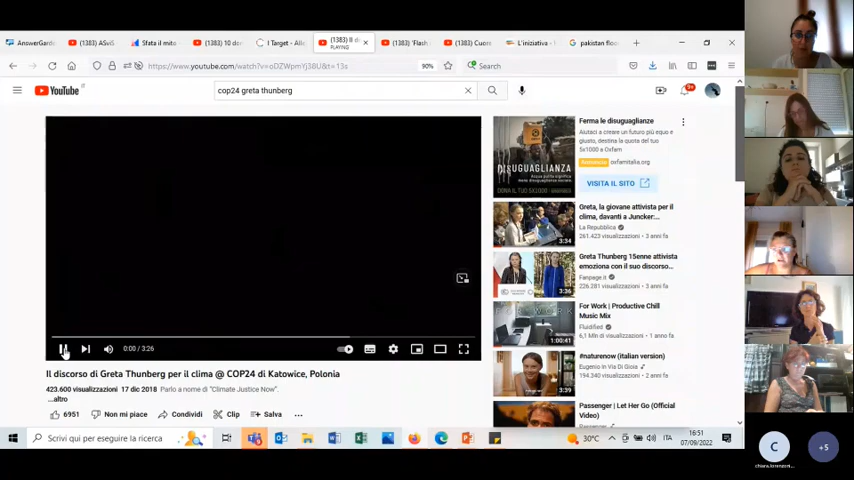 AnswerGarde
(1383) ASviS
Sfata il mito
(1383) 10 don
I Target - Alle
(1383) Il di
PLAYING
(1383) 'Flash
(1383) Cuore
L'iniziativa
pakistan floo
https://www.youtube.com/watch?v=oDZWpmYj38U&t=13s
90%
Search
YouTube
IT
cop24 greta thunberg
9+
0:00 / 3:26
Il discorso di Greta Thunberg per il clima @ COP24 di Katowice, Polonia
423.600 visualizzazioni 17 dic 2018 Parlo a nome di "Climate Justice Now".
...altro
6951
Non mi piace
Condividi
Clip
Salva
DISUGUAGLIANZA
Ferma le disuguaglianze
Aiutaci a creare un futuro più equo e
giusto, destina la quota del tuo
5x1000 a Oxfam
oxfamitalia.org
VISITA IL SITO
3:34
Greta, la giovane attivista per il
clima, davanti a Juncker:...
La Repubblica
261.423 visualizzazioni • 3 anni fa
3:36
Greta Thunberg 15enne attivista
emoziona con il suo discorso...
Fanpage.it
226.281 visualizzazioni • 3 anni fa
1:00:41
For Work | Productive Chill
Music Mix
Fluidified
6,1 Mln di visualizzazioni • 1 anno fa
3:39
#naturenow (italian version)
Eugenio In Via Di Gioia
194.340 visualizzazioni • 2 anni fa
Passenger | Let Her Go (Official
Video)
Scrivi qui per eseguire la ricerca
30°C
ITA
16:51
07/09/2022
C
+5